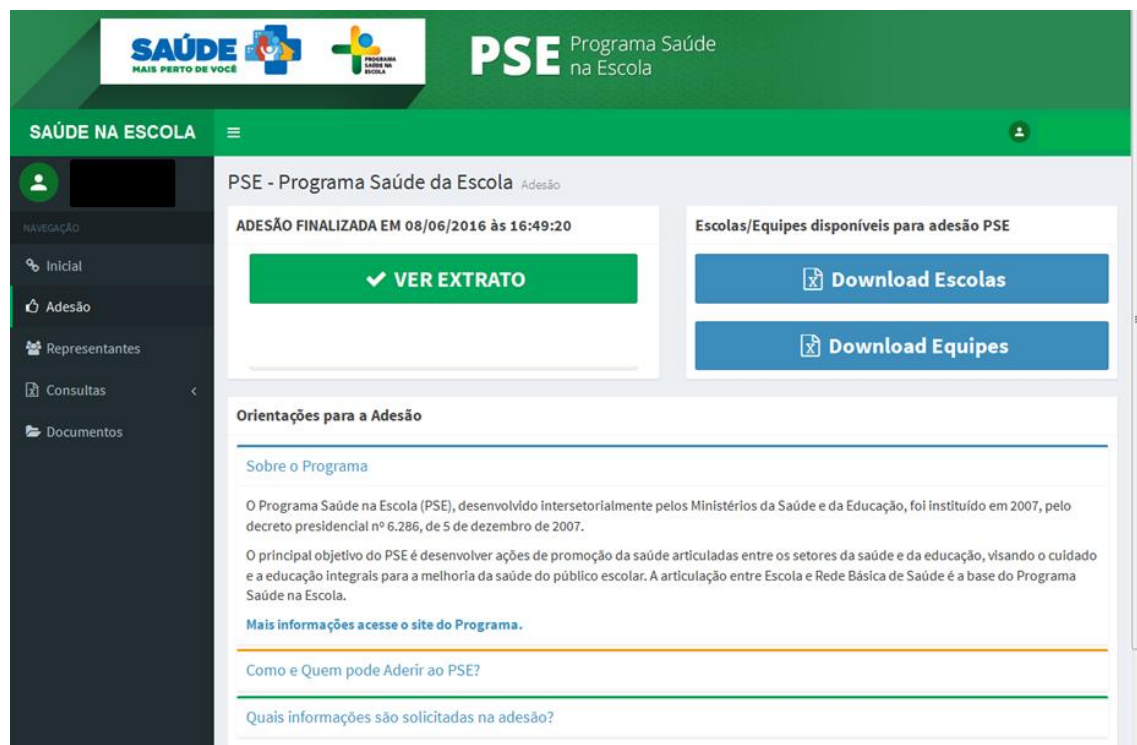 SAÚDE
MAIS PERTO DE VOCÊ
PROGRAMA
SAÚDE NA
ESCOLA
PSE Programa Saúde
na Escola
SAÚDE NA ESCOLA
PSE - Programa Saúde da Escola Adesão
NAVEGAÇÃO
Inicial
Adesão
Representantes
Consultas
Documentos
ADESÃO FINALIZADA EM 08/06/2016 às 16:49:20
VER EXTRATO
Escolas/Equipes disponíveis para adesão PSE
Download Escolas
Download Equipes
Orientações para a Adesão
Sobre o Programa
O Programa Saúde na Escola (PSE), desenvolvido intersetorialmente pelos Ministérios da Saúde e da Educação, foi instituído em 2007, pelo
decreto presidencial nº 6.286, de 5 de dezembro de 2007.
O principal objetivo do PSE é desenvolver ações de promoção da saúde articuladas entre os setores da saúde e da educação, visando o cuidado
e a educação integrais para a melhoria da saúde do público escolar. A articulação entre Escola e Rede Básica de Saúde é a base do Programa
Saúde na Escola.
Mais informações acesse o site do Programa.
Como e Quem pode Aderir ao PSE?
Quais informações são solicitadas na adesão?